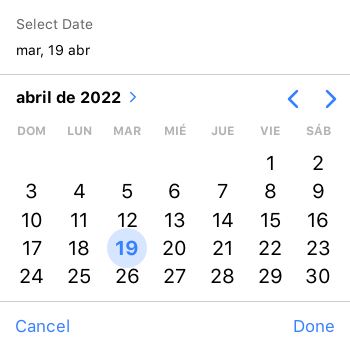 Select Date
mar, 19 abr
abril de 2022
DOM LUN MAR MIÉ JUE VIE SÁB
1 2
3 4 5 6 7 8 9
10 11 12 13 14 15 16
17 18 19 20 21 22 23
24 25 26 27 28 29 30
Cancel Done